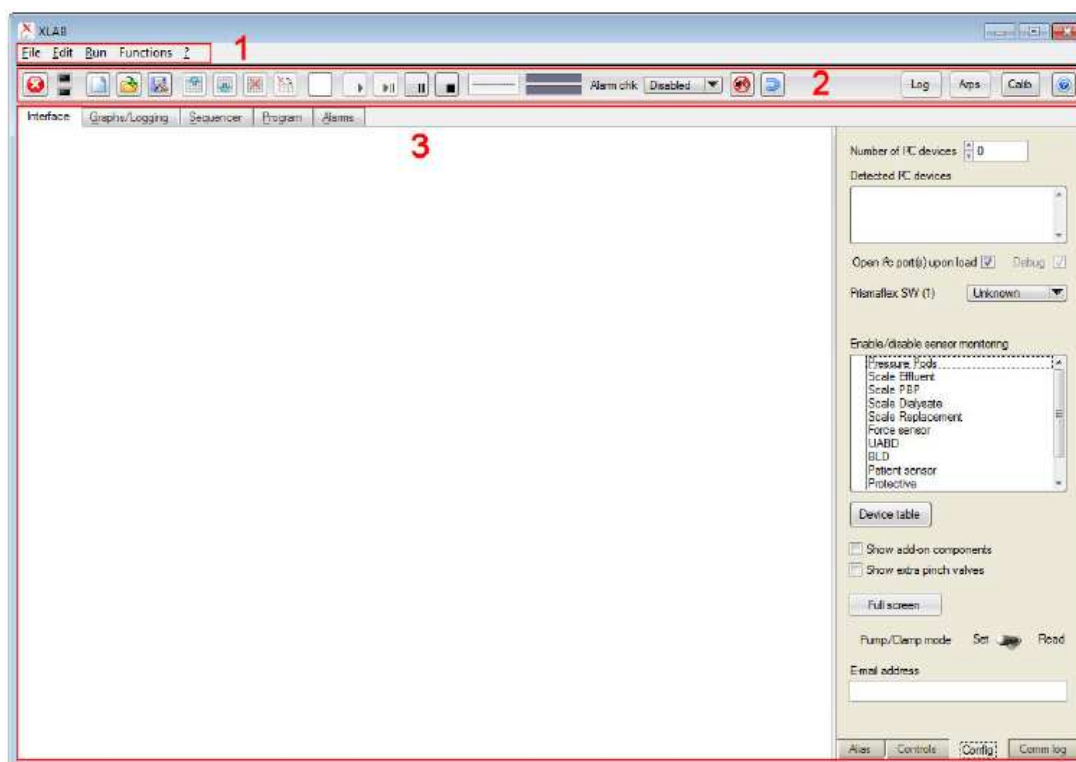 XLAB
File Edit Run Functions ?
1
Alarm chk Disabled
2
Log Arps Calib
Interface Graphs/Logging Sequencer Program Alarms
3
Number of I²C devices 0
Detected I²C devices
Open I²c port(s) upon load Debug
Prismaflex SW (1) Unknown
Enable/disable sensor monitoring
Pressure Pods
Scale Effluent
Scale PBP
Scale Dialysate
Scale Replacement
Force sensor
UABD
BLD
Patient sensor
Protective
Device table
Show add-on components
Show extra pinch valves
Full screen
Pump/Clamp mode Set Read
E-mail address
Alias Controls Config Comm log